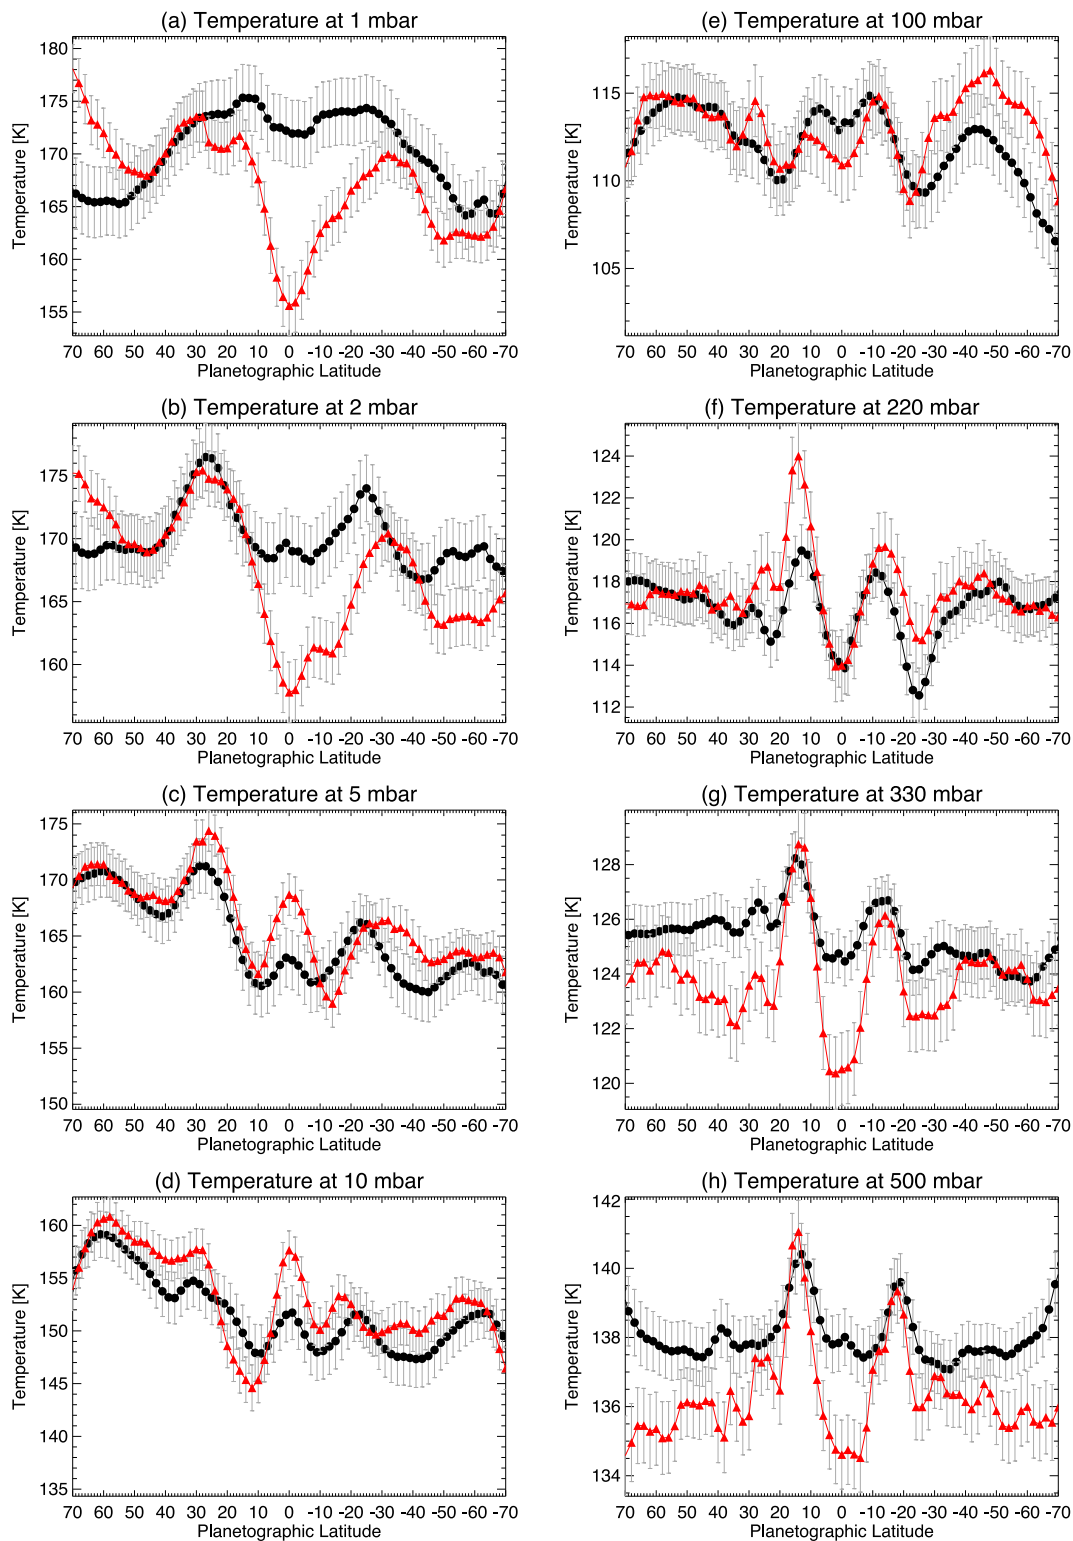 (a) Temperature at 1 mbar
Temperature [K]
180
175
170
165
160
155
70 60 50 40 30 20 10 0 -10 -20 -30 -40 -50 -60 -70
Planetographic Latitude
(b) Temperature at 2 mbar
Temperature [K]
175
170
165
160
70 60 50 40 30 20 10 0 -10 -20 -30 -40 -50 -60 -70
Planetographic Latitude
(c) Temperature at 5 mbar
Temperature [K]
175
170
165
160
155
150
70 60 50 40 30 20 10 0 -10 -20 -30 -40 -50 -60 -70
Planetographic Latitude
(d) Temperature at 10 mbar
Temperature [K]
160
155
150
145
140
135
70 60 50 40 30 20 10 0 -10 -20 -30 -40 -50 -60 -70
Planetographic Latitude
(e) Temperature at 100 mbar
Temperature [K]
115
110
105
70 60 50 40 30 20 10 0 -10 -20 -30 -40 -50 -60 -70
Planetographic Latitude
(f) Temperature at 220 mbar
Temperature [K]
124
122
120
118
116
114
112
70 60 50 40 30 20 10 0 -10 -20 -30 -40 -50 -60 -70
Planetographic Latitude
(g) Temperature at 330 mbar
Temperature [K]
128
126
124
122
120
70 60 50 40 30 20 10 0 -10 -20 -30 -40 -50 -60 -70
Planetographic Latitude
(h) Temperature at 500 mbar
Temperature [K]
142
140
138
136
134
70 60 50 40 30 20 10 0 -10 -20 -30 -40 -50 -60 -70
Planetographic Latitude